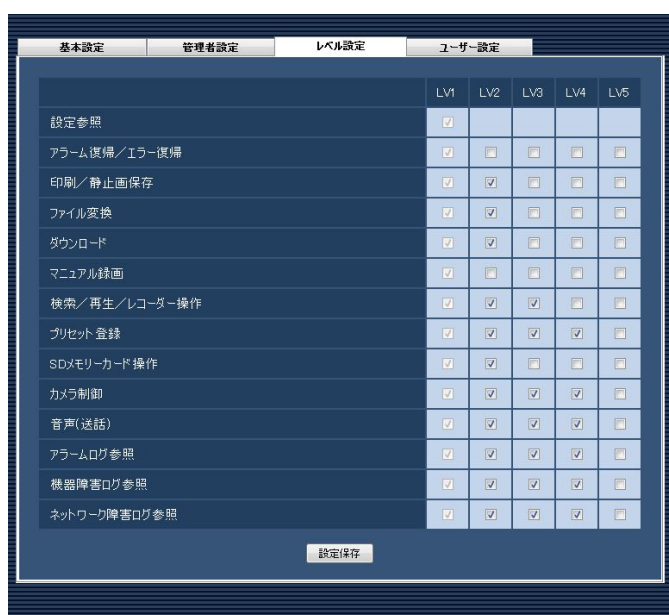 基本設定 管理者設定 レベル設定 ユーザー設定
LV1 LV2 LV3 LV4 LV5
設定参照
アラーム復帰／エラー復帰
印刷／静止画保存
ファイル変換
ダウンロード
マニュアル録画
検索／再生／レコーダー操作
プリセット登録
SDメモリーカード操作
カメラ制御
音声(送話)
アラームログ参照
機器障害ログ参照
ネットワーク障害ログ参照
設定保存